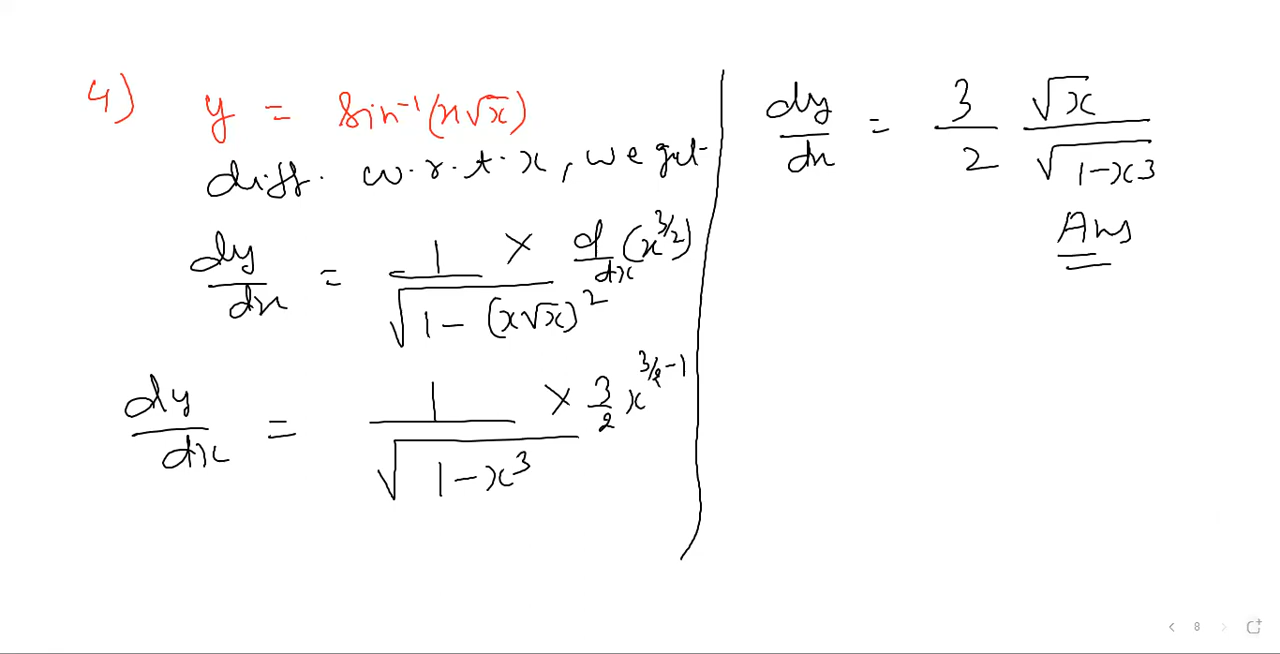 4) y = Sin⁻¹(x√x)
diff. w.r.t.x, we get
dy/dx = 1/√(1-(x√x)²) × d/dx (x^3/2)
dy/dx = 1/√(1-x³) × 3/2 x^3/2-1
dy/dx = 3/2 √x/√(1-x³)
Ans
8